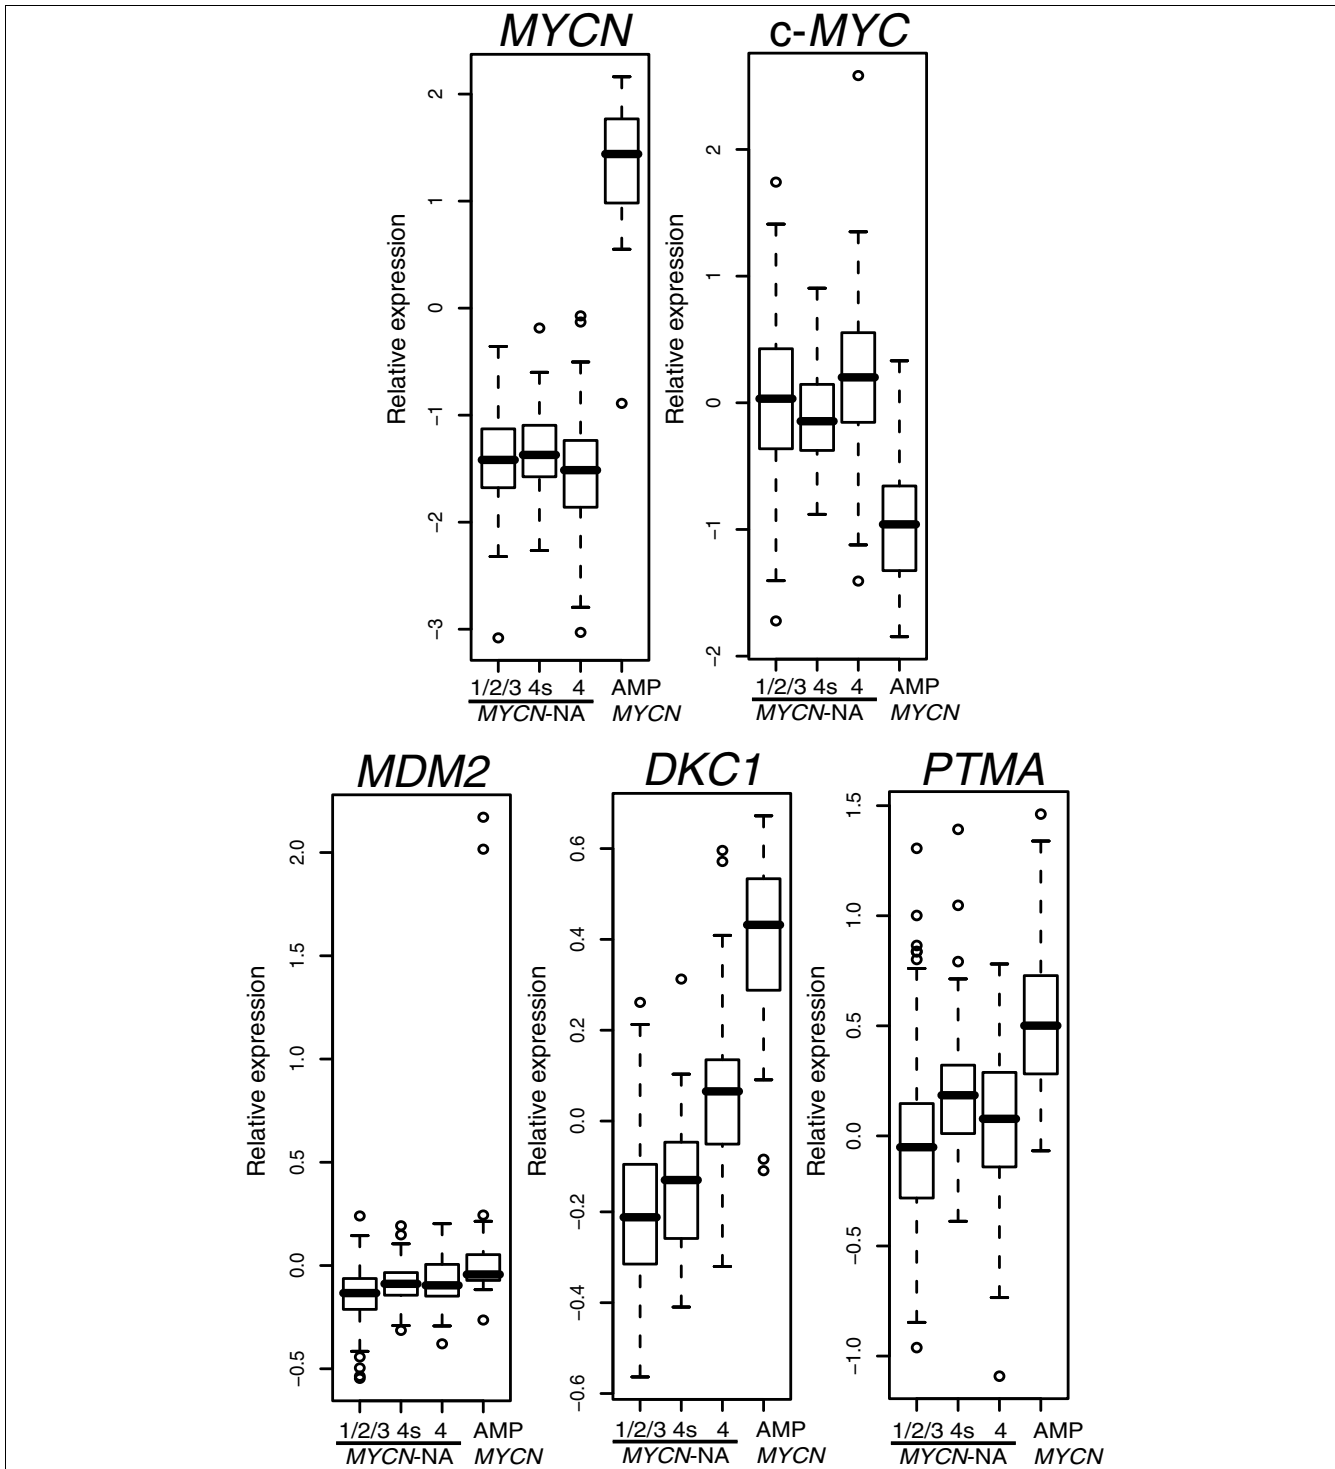 MYCN
c-MYC
Relative expression
2
1
0
−1
−2
−3
1/2/3 4s 4 AMP
MYCN-NA MYCN
Relative expression
2
1
0
−1
−2
1/2/3 4s 4 AMP
MYCN-NA MYCN
MDM2
DKC1
PTMA
Relative expression
2.0
1.5
1.0
0.5
0.0
−0.5
1/2/3 4s 4 AMP
MYCN-NA MYCN
Relative expression
0.6
0.4
0.2
0.0
−0.2
−0.4
−0.6
1/2/3 4s 4 AMP
MYCN-NA MYCN
Relative expression
1.5
1.0
0.5
0.0
−0.5
−1.0
1/2/3 4s 4 AMP
MYCN-NA MYCN